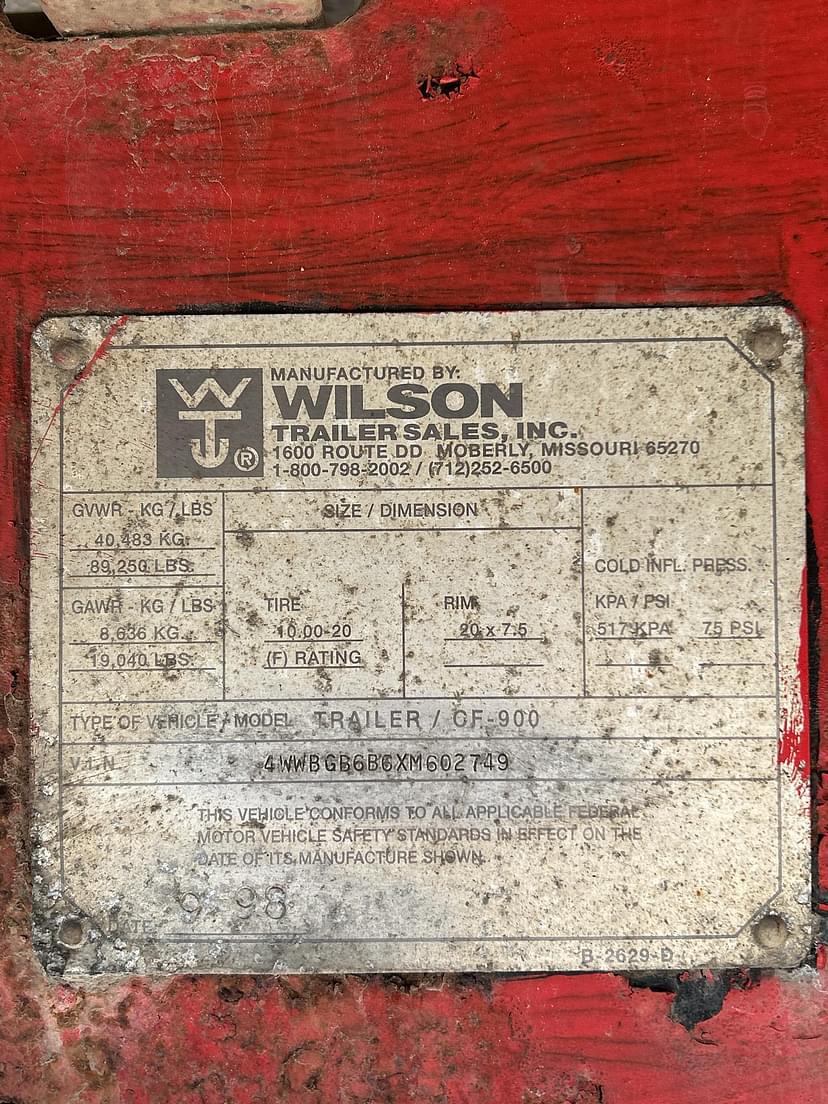 WT
®
MANUFACTURED BY:
WILSON
TRAILER SALES, INC.
1600 ROUTE DD MOBERLY, MISSOURI 65270
1-800-798-2002 / (712)252-6500
GVWR - KG / LBS
40,483 KG.
89,250 LBS.
GAWR - KG / LBS
8,636 KG.
19,040 LBS.
SIZE / DIMENSION
TIRE
10.00-20
(F) RATING
RIM
20 x 7.5
COLD INFL. PRESS.
KPA / PSI
517 KPA 75 PSI
TYPE OF VEHICLE / MODEL TRAILER / CF-900
V.I.N. 4WWBGB6B6XM602749
THIS VEHICLE CONFORMS TO ALL APPLICABLE FEDERAL
MOTOR VEHICLE SAFETY STANDARDS IN EFFECT ON THE
DATE OF ITS MANUFACTURE SHOWN.
DATE: 9-98
B-2629-D